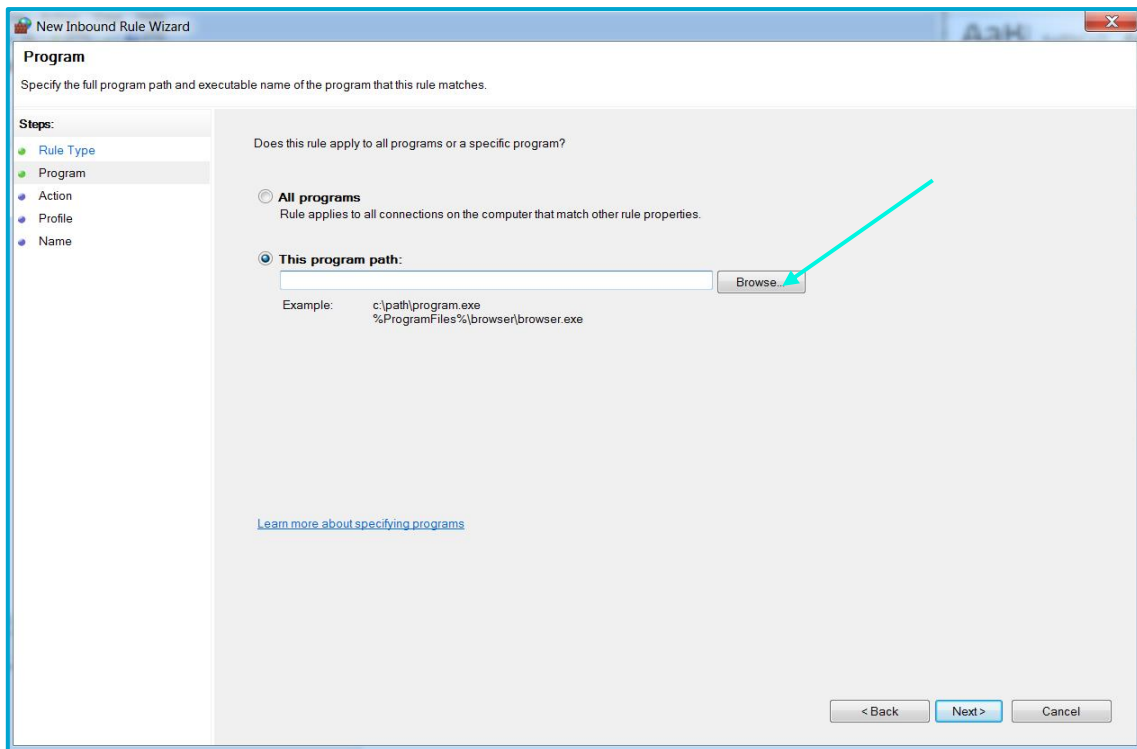 New Inbound Rule Wizard
Program
Specify the full program path and executable name of the program that this rule matches.
Steps:
Rule Type
Program
Action
Profile
Name
Does this rule apply to all programs or a specific program?
All programs
Rule applies to all connections on the computer that match other rule properties.
This program path:
Browse...
Example: c:\path\program.exe
%ProgramFiles%\browser\browser.exe
Learn more about specifying programs
< Back
Next >
Cancel